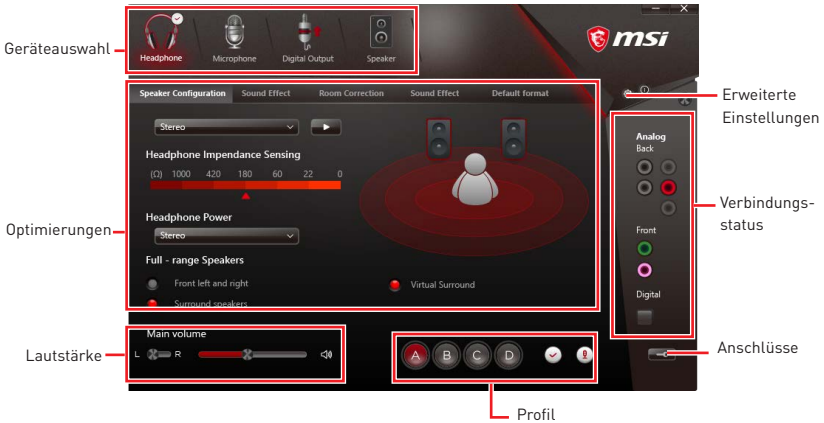 Geräteauswahl
Headphone
Microphone
Digital Output
Speaker
msi
Speaker Configuration
Sound Effect
Room Correction
Sound Effect
Default format
Erweiterte
Einstellungen
Stereo
Headphone Impendance Sensing
(Ω) 1000 420 180 60 22 0
Headphone Power
Stereo
Full - range Speakers
Front left and right
Virtual Surround
Surround speakers
Optimierungen
Analog
Back
Front
Digital
Verbindungs-
status
Main volume
L R
Lautstärke
A B C D
Anschlüsse
Profil